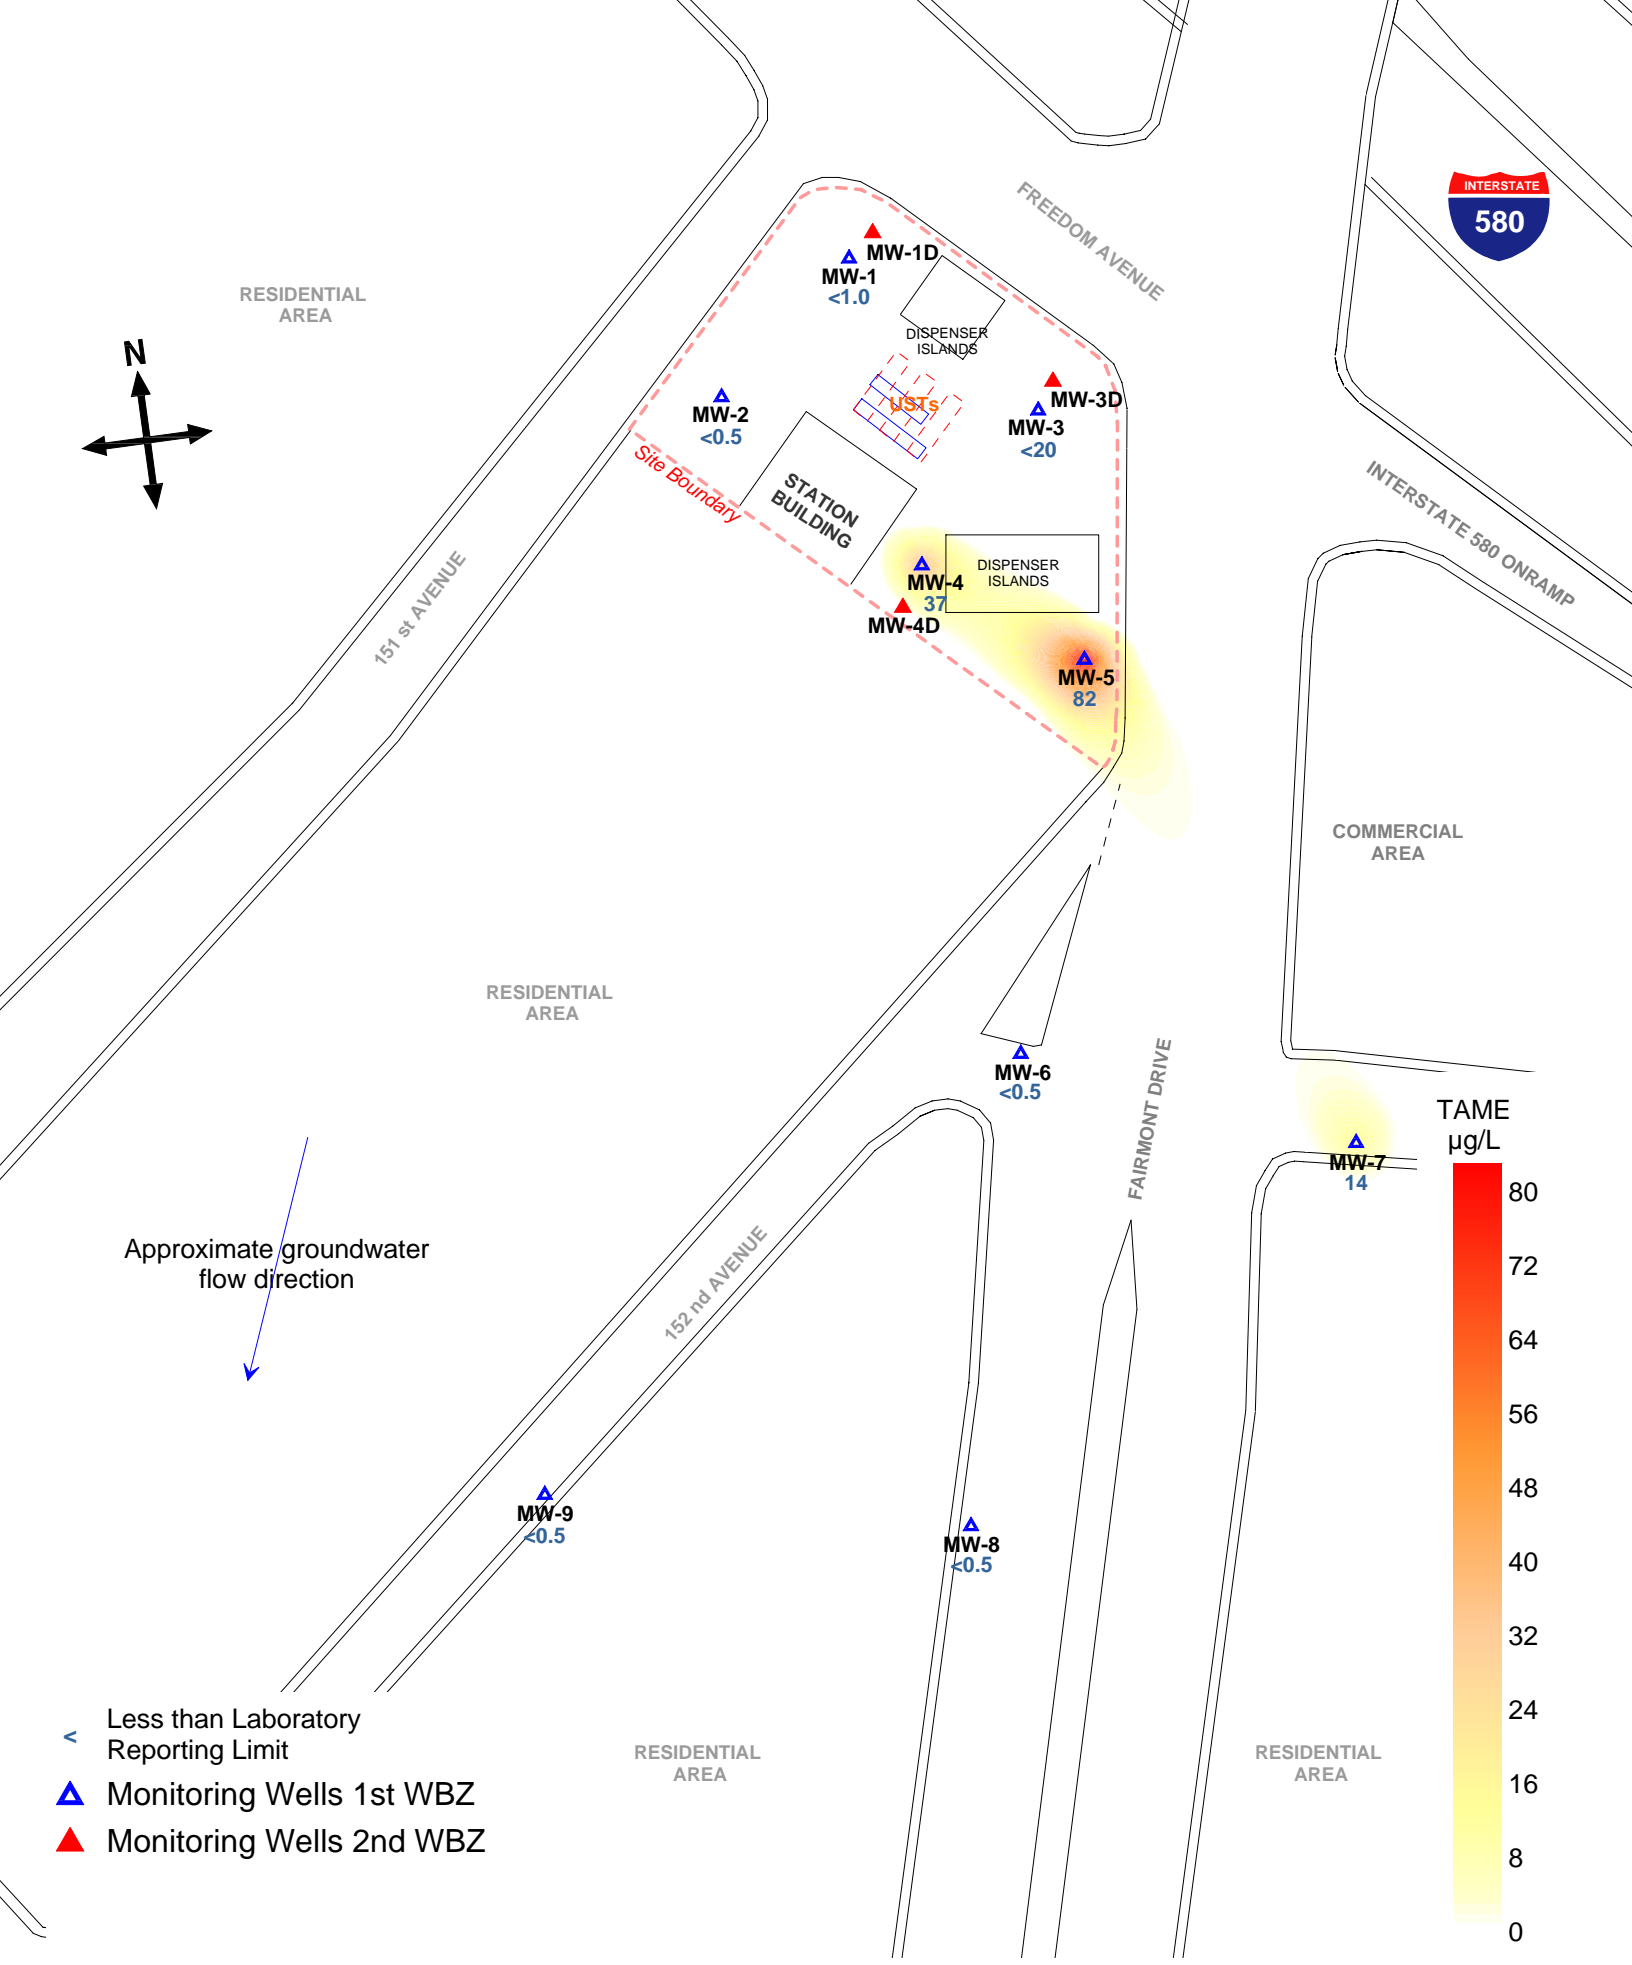 FREEDOM AVENUE
INTERSTATE
580
MW-1D
MW-1
<1.0
RESIDENTIAL
AREA
N
DISPENSER
ISLANDS
USTs
MW-3D
MW-3
<20
MW-2
<0.5
Site Boundary
STATION
BUILDING
INTERSTATE 580 ONRAMP
151 st AVENUE
DISPENSER
ISLANDS
MW-4
37
MW-4D
MW-5
82
COMMERCIAL
AREA
RESIDENTIAL
AREA
MW-6
<0.5
FAIRMONT DRIVE
MW-7
14
Approximate groundwater
flow direction
152 nd AVENUE
MW-9
<0.5
MW-8
<0.5
TAME
µg/L
80
72
64
56
48
40
32
24
16
8
0
RESIDENTIAL
AREA
RESIDENTIAL
AREA
< Less than Laboratory
Reporting Limit
Monitoring Wells 1st WBZ
Monitoring Wells 2nd WBZ